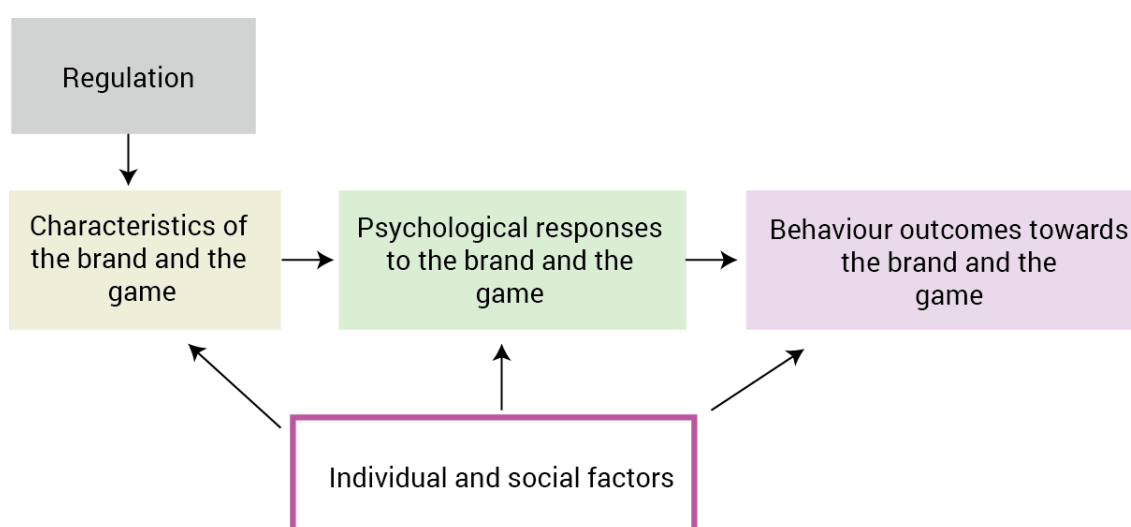 Regulation
Characteristics of
the brand and the
game
Psychological responses
to the brand and the
game
Behaviour outcomes towards
the brand and the
game
Individual and social factors